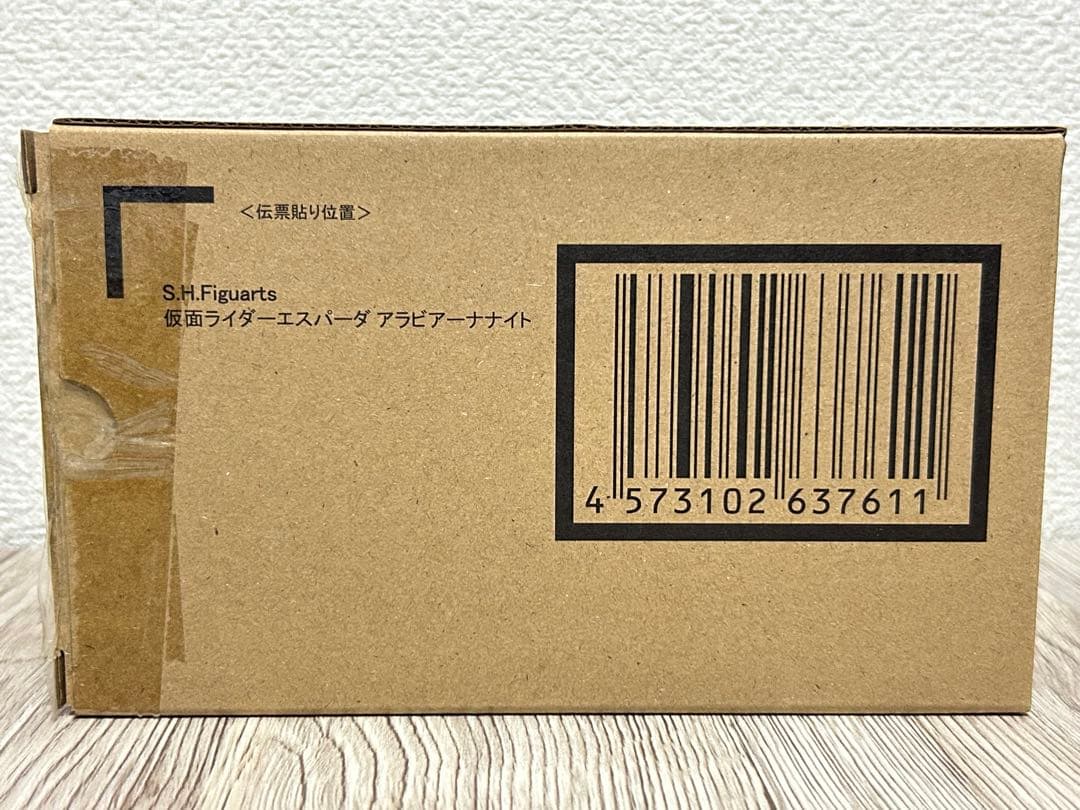 ＜伝票貼り位置＞
S.H.Figuarts
仮面ライダーエスパーダ アラビアーナナイト
4 573102 637611